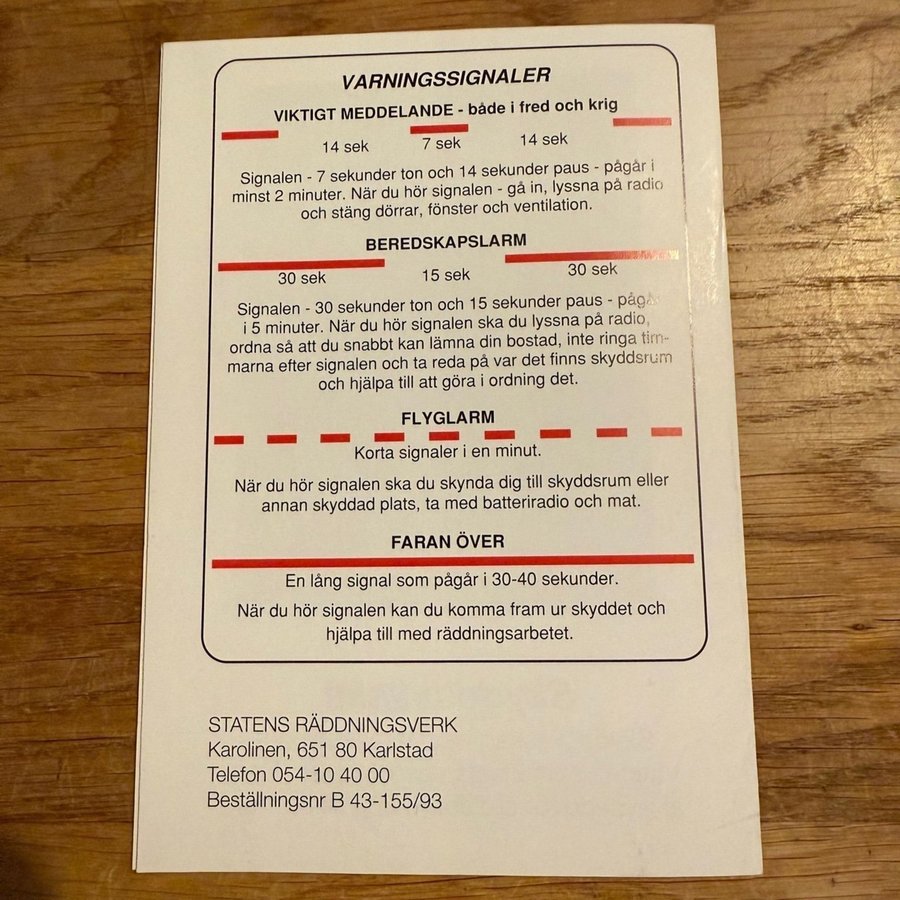 VARNINGSSIGNALER
VIKTIGT MEDDELANDE - både i fred och krig
14 sek 7 sek 14 sek
Signalen - 7 sekunder ton och 14 sekunder paus - pågår i
minst 2 minuter. När du hör signalen - gå in, lyssna på radio
och stäng dörrar, fönster och ventilation.
BEREDSKAPSLARM
30 sek 15 sek 30 sek
Signalen - 30 sekunder ton och 15 sekunder paus - pågår
i 5 minuter. När du hör signalen ska du lyssna på radio,
ordna så att du snabbt kan lämna din bostad, inte ringa tim-
marna efter signalen och ta reda på var det finns skyddsrum
och hjälpa till att göra i ordning det.
FLYGLARM
Korta signaler i en minut.
När du hör signalen ska du skynda dig till skyddsrum eller
annan skyddad plats, ta med batteriradio och mat.
FARAN ÖVER
En lång signal som pågår i 30-40 sekunder.
När du hör signalen kan du komma fram ur skyddet och
hjälpa till med räddningsarbetet.
STATENS RÄDDNINGSVERK
Karolinen, 651 80 Karlstad
Telefon 054-10 40 00
Beställningsnr B 43-155/93